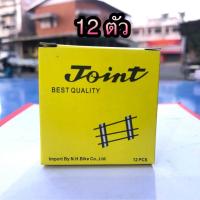 12 ตัว
Joint
BEST QUALITY
Import By N.H Bike Co.,Ltd
12 PCS